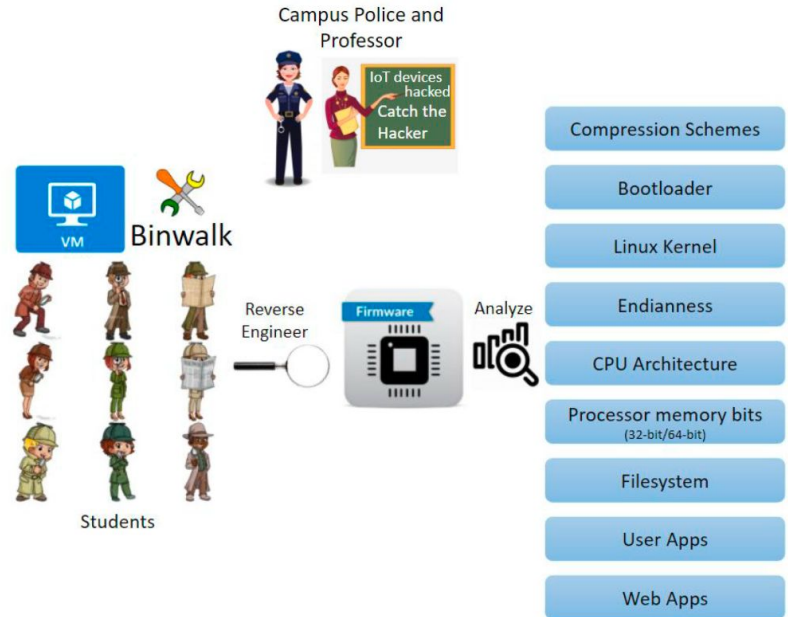 Campus Police and
Professor
IoT devices
hacked
Catch the
Hacker
VM
Binwalk
Students
Reverse
Engineer
Firmware
Analyze
Compression Schemes
Bootloader
Linux Kernel
Endianness
CPU Architecture
Processor memory bits
(32-bit/64-bit)
Filesystem
User Apps
Web Apps